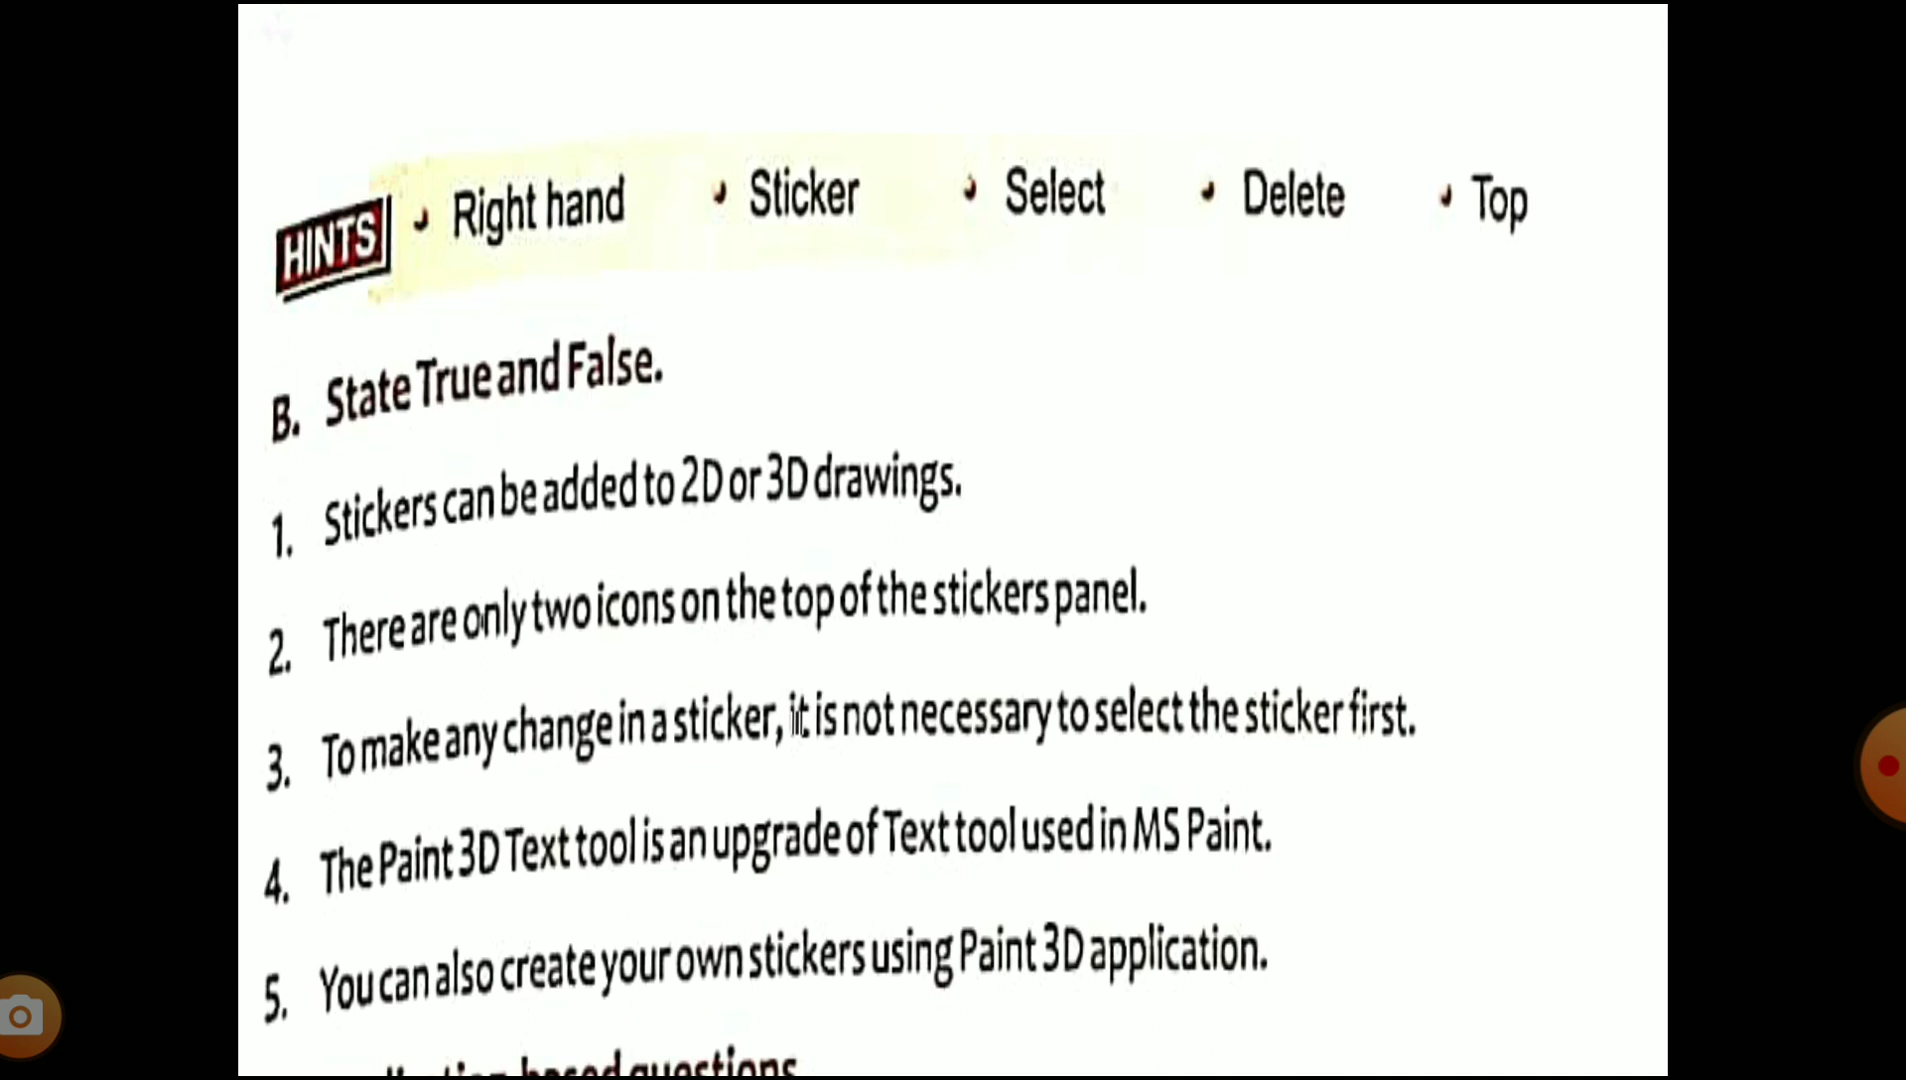 HINTS • Right hand • Sticker • Select • Delete • Top
B. State True and False.
1. Stickers can be added to 2D or 3D drawings.
2. There are only two icons on the top of the stickers panel.
3. To make any change in a sticker, it is not necessary to select the sticker first.
4. The Paint 3D Text tool is an upgrade of Text tool used in MS Paint.
5. You can also create your own stickers using Paint 3D application.
based questions